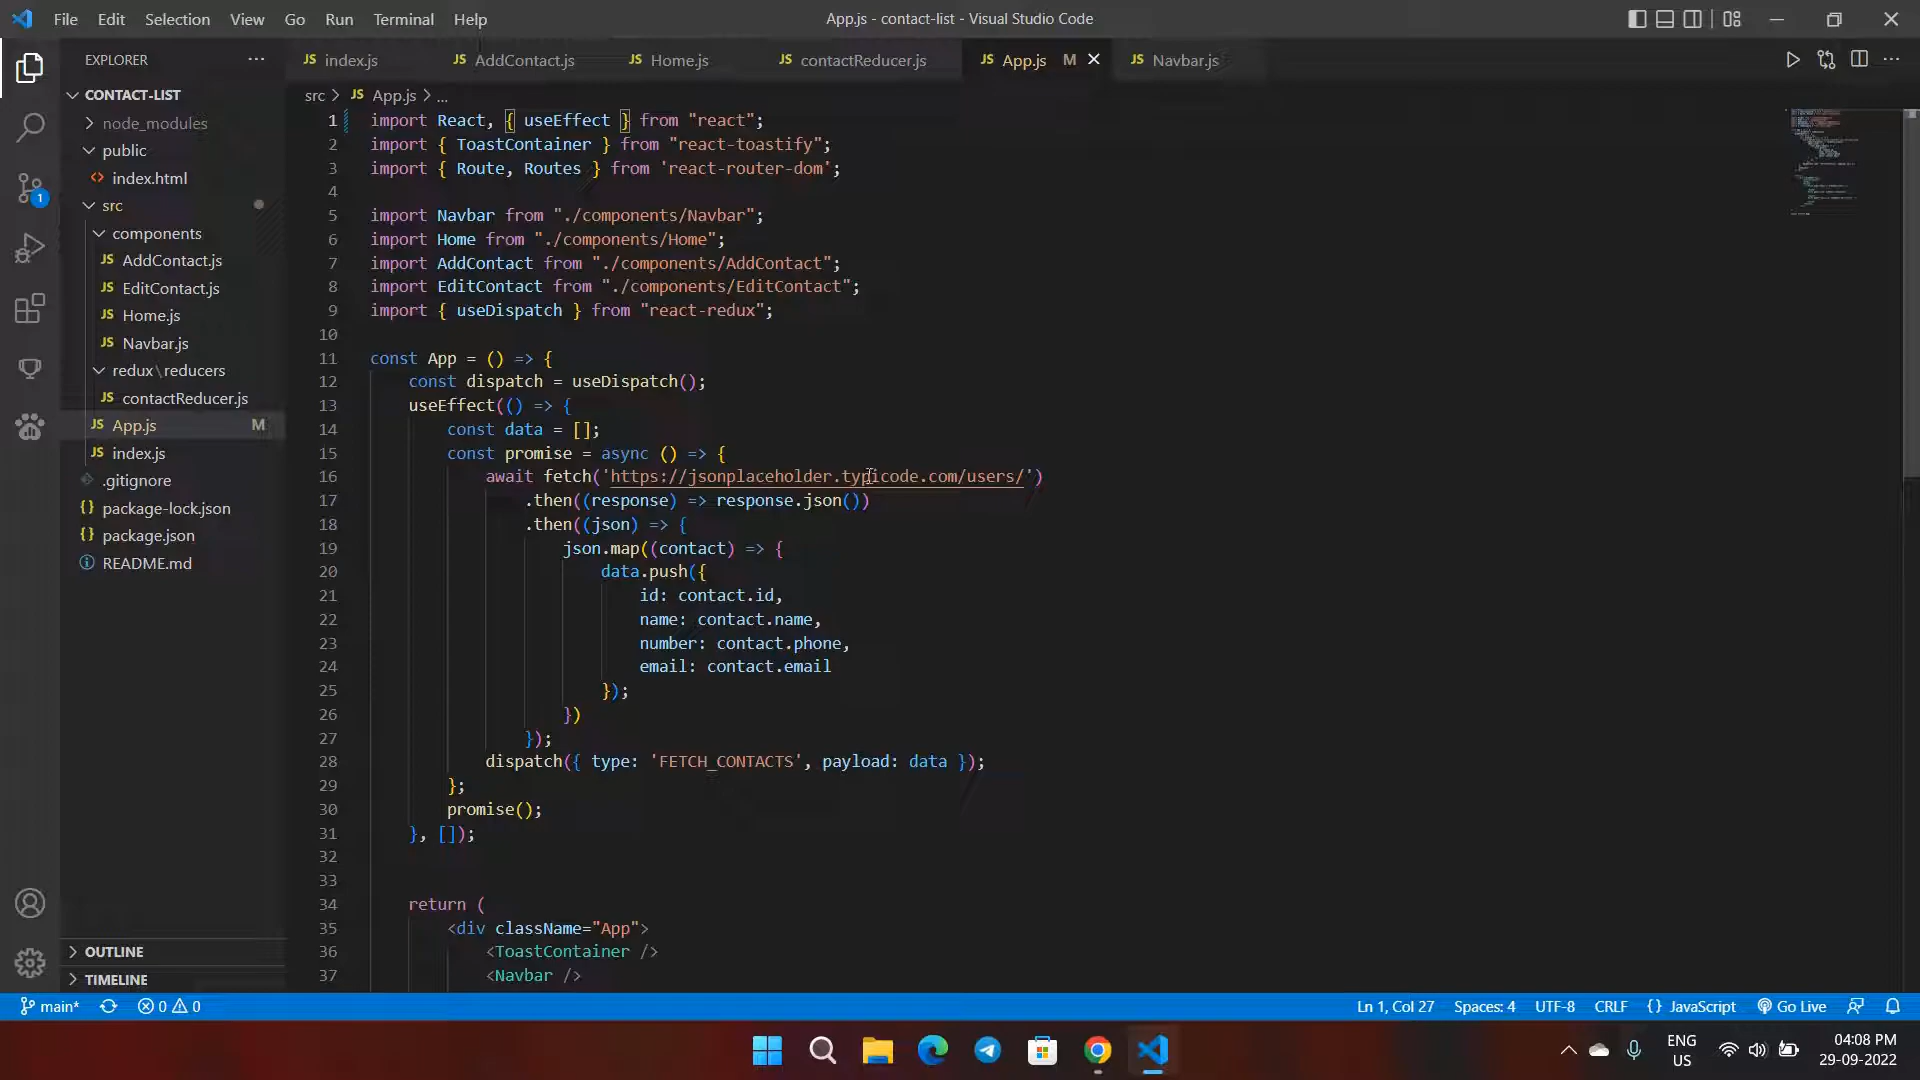 File Edit Selection View Go Run Terminal Help
App.js - contact-list - Visual Studio Code
EXPLORER
CONTACT-LIST
node_modules
public
index.html
src
components
JS AddContact.js
JS EditContact.js
JS Home.js
JS Navbar.js
redux\reducers
JS contactReducer.js
JS App.js M
JS index.js
.gitignore
{} package-lock.json
{} package.json
README.md
OUTLINE
TIMELINE
1
JS index.js JS AddContact.js JS Home.js JS contactReducer.js JS App.js M JS Navbar.js
src > JS App.js > ...
1 import React, { useEffect } from "react";
2 import { ToastContainer } from "react-toastify";
3 import { Route, Routes } from 'react-router-dom';
4
5 import Navbar from "./components/Navbar";
6 import Home from "./components/Home";
7 import AddContact from "./components/AddContact";
8 import EditContact from "./components/EditContact";
9 import { useDispatch } from "react-redux";
10
11 const App = () => {
12 const dispatch = useDispatch();
13 useEffect(() => {
14 const data = [];
15 const promise = async () => {
16 await fetch('https://jsonplaceholder.typicode.com/users/')
17 .then((response) => response.json())
18 .then((json) => {
19 json.map((contact) => {
20 data.push({
21 id: contact.id,
22 name: contact.name,
23 number: contact.phone,
24 email: contact.email
25 });
26 })
27 });
28 dispatch({ type: 'FETCH_CONTACTS', payload: data });
29 };
30 promise();
31 }, []);
32
33
34 return (
35 <div className="App">
36 <ToastContainer />
37 <Navbar />
main* 0 0 Ln 1, Col 27 Spaces: 4 UTF-8 CRLF {} JavaScript Go Live
ENG
US
04:08 PM
29-09-2022